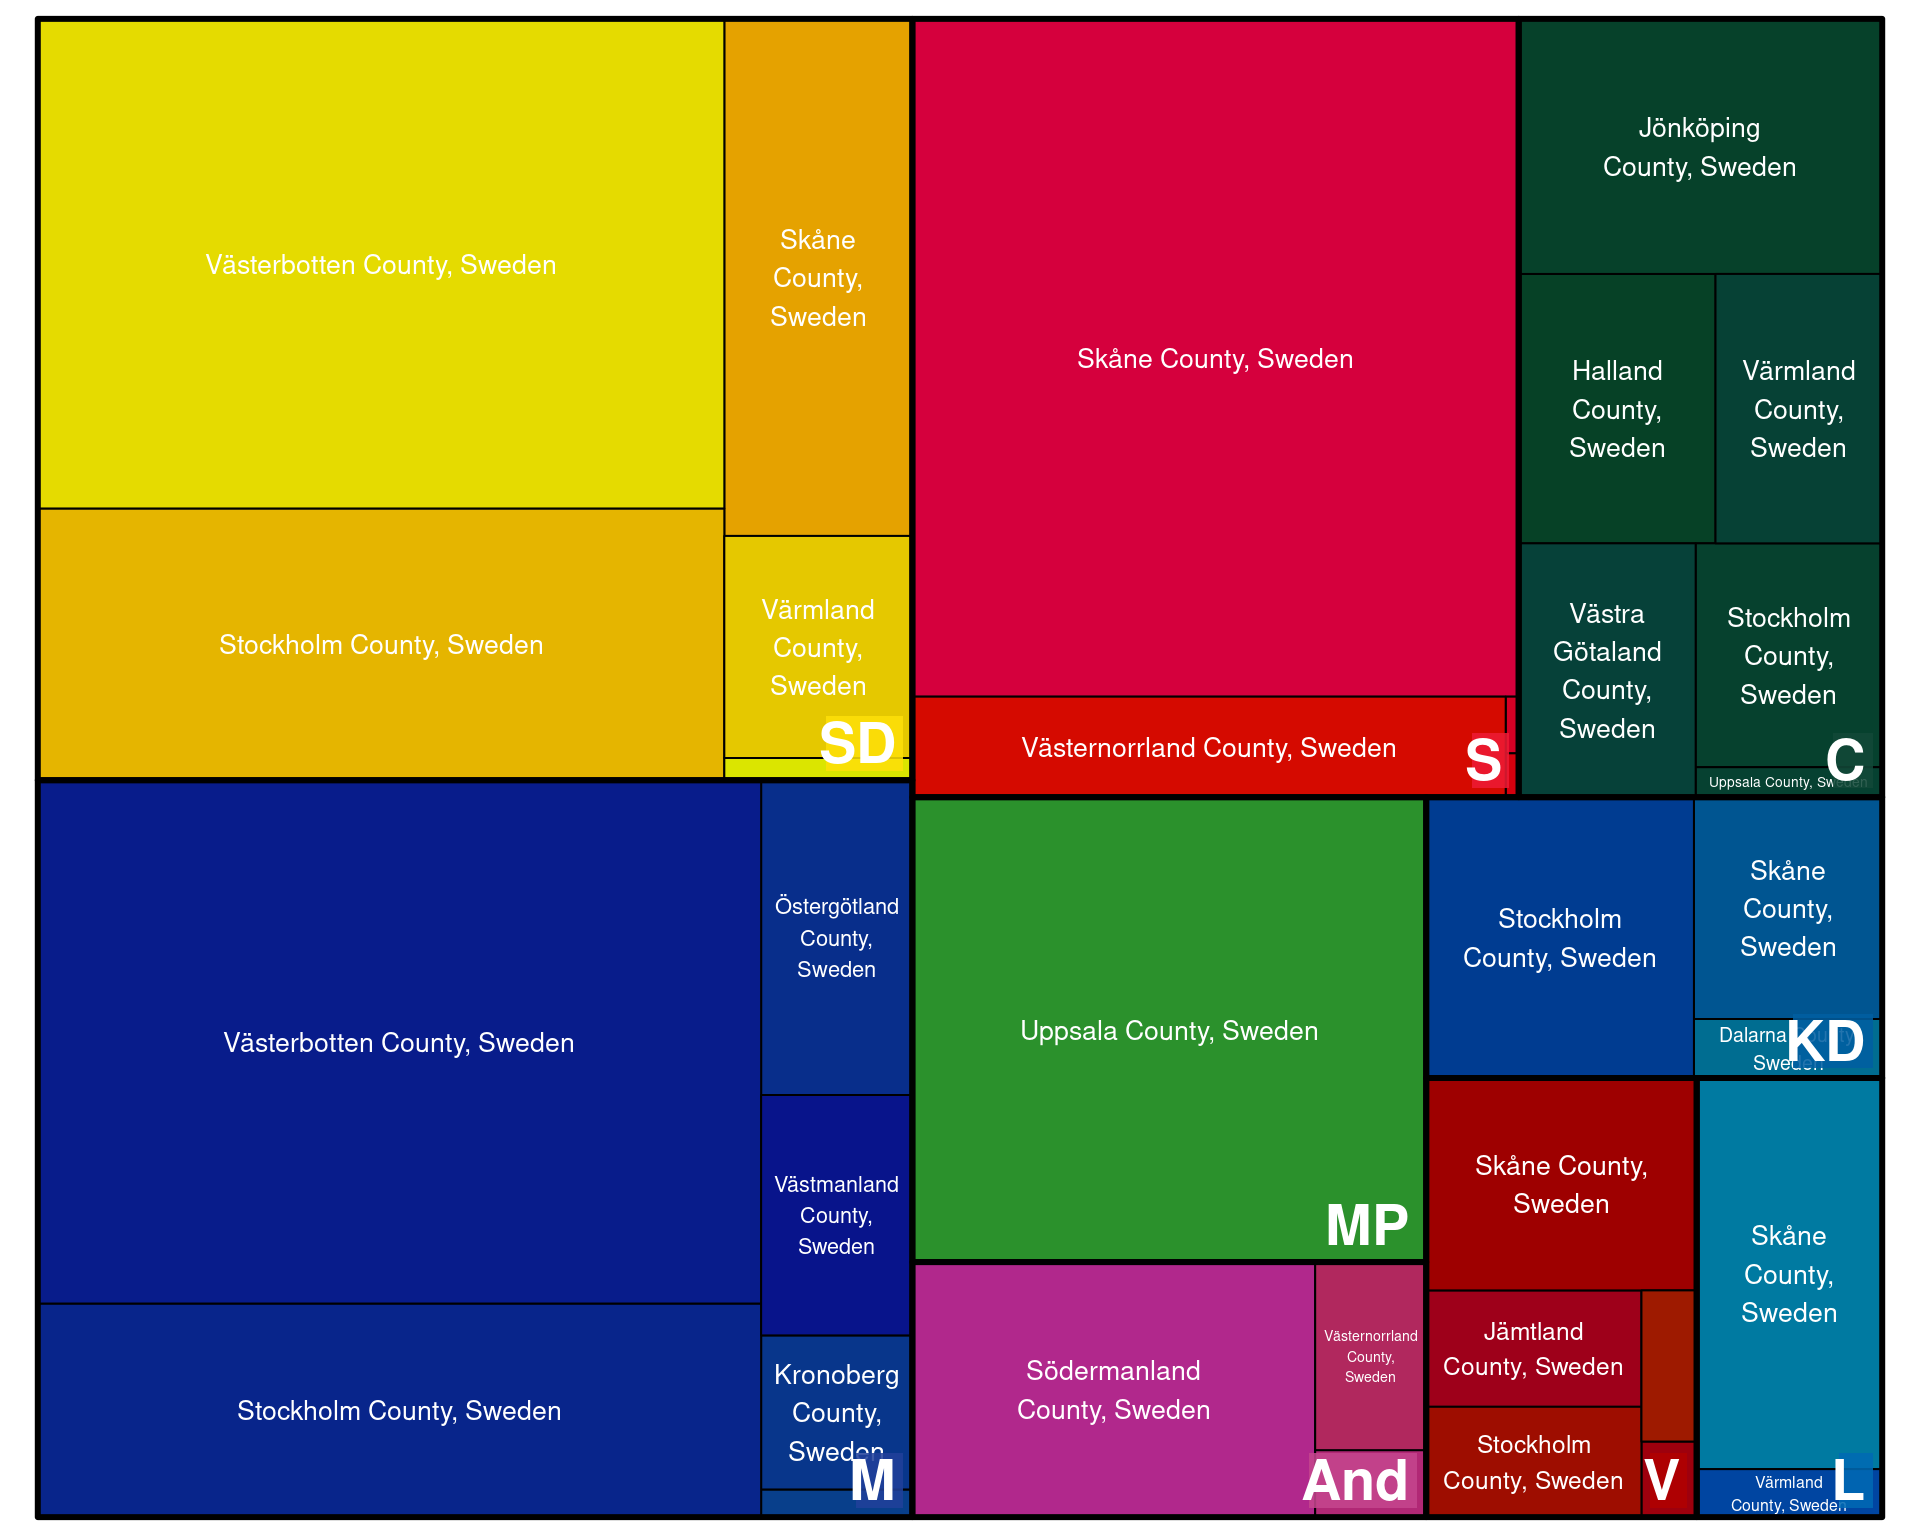 Västerbotten County, Sweden
Skåne
County,
Sweden
Stockholm County, Sweden
Värmland
County,
Sweden
SD
Skåne County, Sweden
Västernorrland County, Sweden
S
Jönköping
County, Sweden
Halland
County,
Sweden
Värmland
County,
Sweden
Västra
Götaland
County,
Sweden
Stockholm
County,
Sweden
Uppsala County, Sweden
C
Västerbotten County, Sweden
Östergötland
County,
Sweden
Västmanland
County,
Sweden
Stockholm County, Sweden
Kronoberg
County,
Sweden
M
Uppsala County, Sweden
MP
Södermanland
County, Sweden
Västernorrland
County,
Sweden
And
Stockholm
County, Sweden
Skåne
County,
Sweden
Dalarna County,
Sweden
KD
Skåne County,
Sweden
Jämtland
County, Sweden
Stockholm
County, Sweden
V
Skåne
County,
Sweden
Värmland
County, Sweden
L